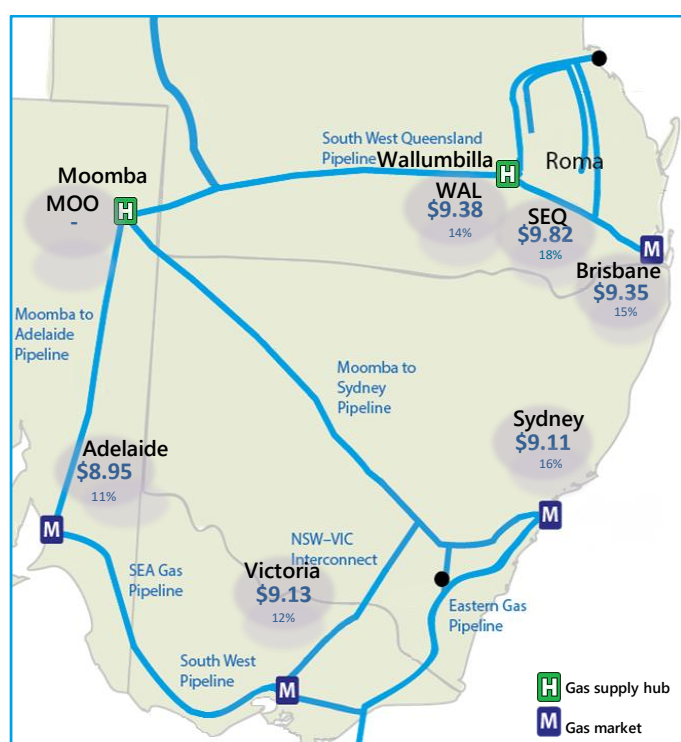 South West Queensland
Pipeline
Wallumbilla
H
Roma
Moomba
MOO
H
-
WAL
$9.38
14%
SEQ
$9.82
18%
M
Brisbane
$9.35
15%
Moomba to
Adelaide
Pipeline
Moomba to
Sydney
Pipeline
Sydney
$9.11
16%
Adelaide
$8.95
11%
M
M
NSW–VIC
Interconnect
SEA Gas
Pipeline
Victoria
$9.13
12%
Eastern Gas
Pipeline
South West
Pipeline
M
H Gas supply hub
M Gas market